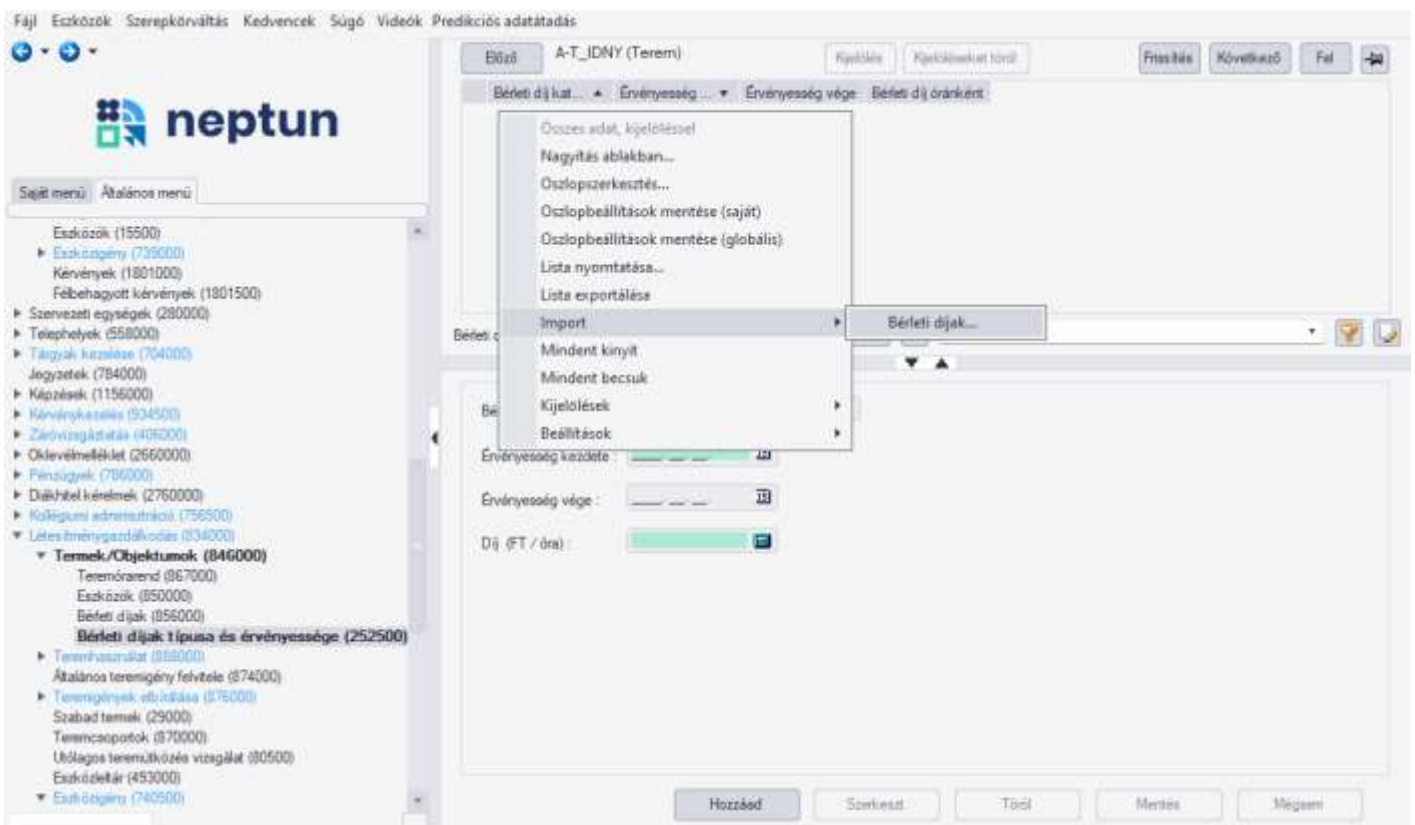 Fájl Eszközök Szerepkörváltás Kedvencek Súgó Videók Predikciós adatátadás
Előző A-T_IDNY (Terem) Kijelölés Kijelöléseket töröl Frissítés Következő Fel
Bérleti díj kat... Érvényesség ... Érvényesség vége Bérleti díj óránként
neptun
Saját menü Általános menü
Összes adat, kijelöléssel
Nagyítás ablakban...
Oszlopszerkesztés...
Oszlopbeállítások mentése (saját)
Oszlopbeállítások mentése (globális)
Lista nyomtatása...
Lista exportálása
Import
Bérleti díjak...
Mindent kinyit
Mindent becsuk
Kijelölések
Beállítások
Eszközök (15500)
Eszközigény (739000)
Kérvények (1801000)
Félbehagyott kérvények (1801500)
Szervezeti egységek (280000)
Telephelyek (558000)
Tárgyak kezelése (704000)
Jegyzetek (784000)
Képzések (1156000)
Kérvénykezelés (934500)
Záróvizsgáztatás (406000)
Oklevélmelléklet (2660000)
Pénzügyek (786000)
Diákhitel kérelmek (2760000)
Kollégiumi adminisztráció (756500)
Létesítménygazdálkodás (834000)
Termek/Objektumok (846000)
Teremórarend (867000)
Eszközök (850000)
Bérleti díjak (856000)
Bérleti díjak típusa és érvényessége (252500)
Teremhasználat (888000)
Általános teremigény felvitele (874000)
Teremigények elbírálása (876000)
Szabad termek (29000)
Teremcsoportok (870000)
Utólagos teremütközés vizsgálat (80500)
Eszközleltár (453000)
Eszközigény (740500)
Bérleti
Bé
Érvényesség kezdete :
Érvényesség vége :
Díj (FT / óra) :
Hozzáad Szerkeszt Töröl Mentés Mégsem